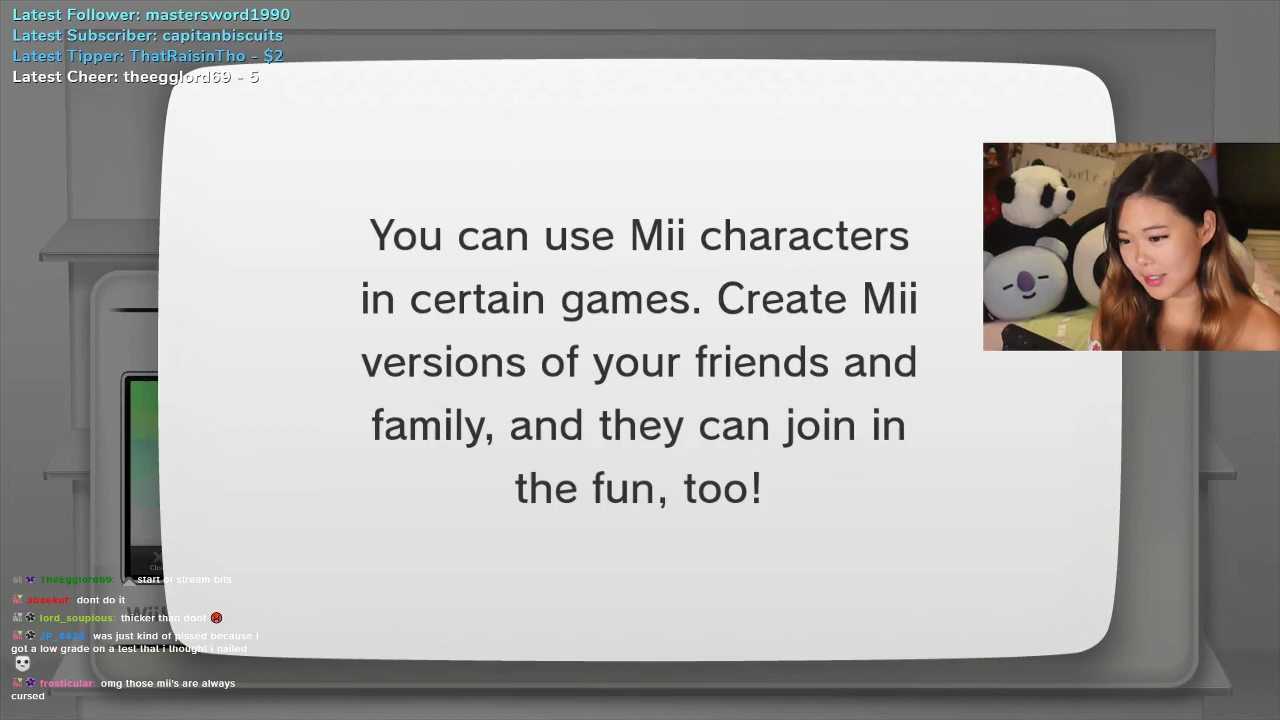 Latest Follower: mastersword1990
Latest Subscriber: capitanbiscuits
Latest Tipper: ThatRaisinTho - $2
Latest Cheer: theegglord69 - 5
You can use Mii characters
in certain games. Create Mii
versions of your friends and
family, and they can join in
the fun, too!
TheEgglord69: start of stream bits
abeekut: dont do it
lord_soupious: thicker than doof
JP_4423: was just kind of pissed because i
got a low grade on a test that i thought i nailed
frosticular: omg those mii's are always
cursed